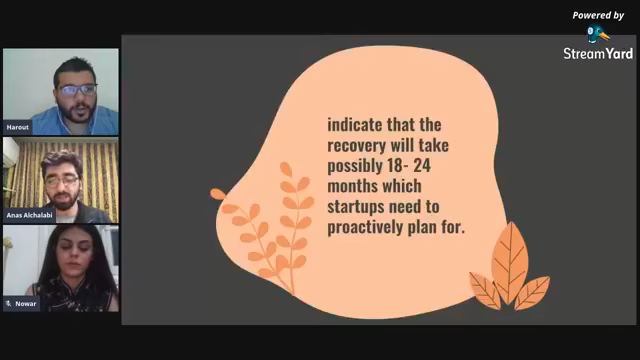 Powered by
StreamYard
Harout
Anas Alchalabi
Nowar
indicate that the
recovery will take
possibly 18- 24
months which
startups need to
proactively plan for.